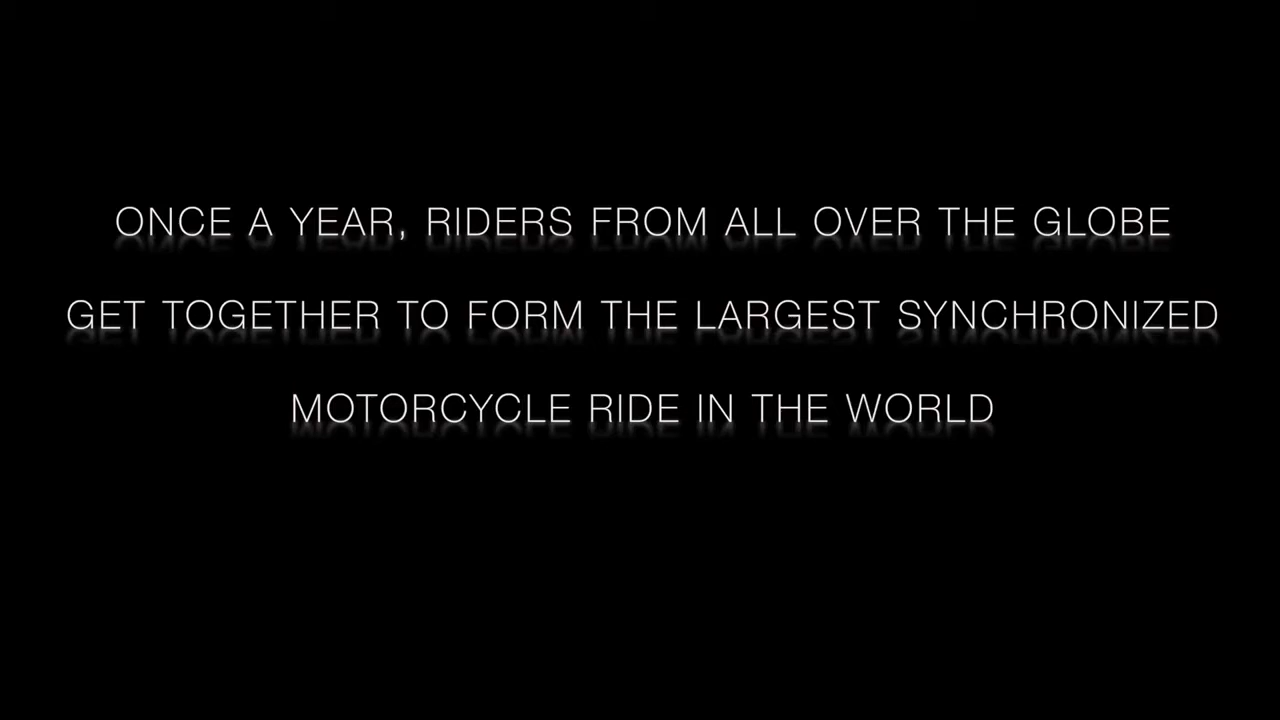 ONCE A YEAR, RIDERS FROM ALL OVER THE GLOBE
GET TOGETHER TO FORM THE LARGEST SYNCHRONIZED
MOTORCYCLE RIDE IN THE WORLD